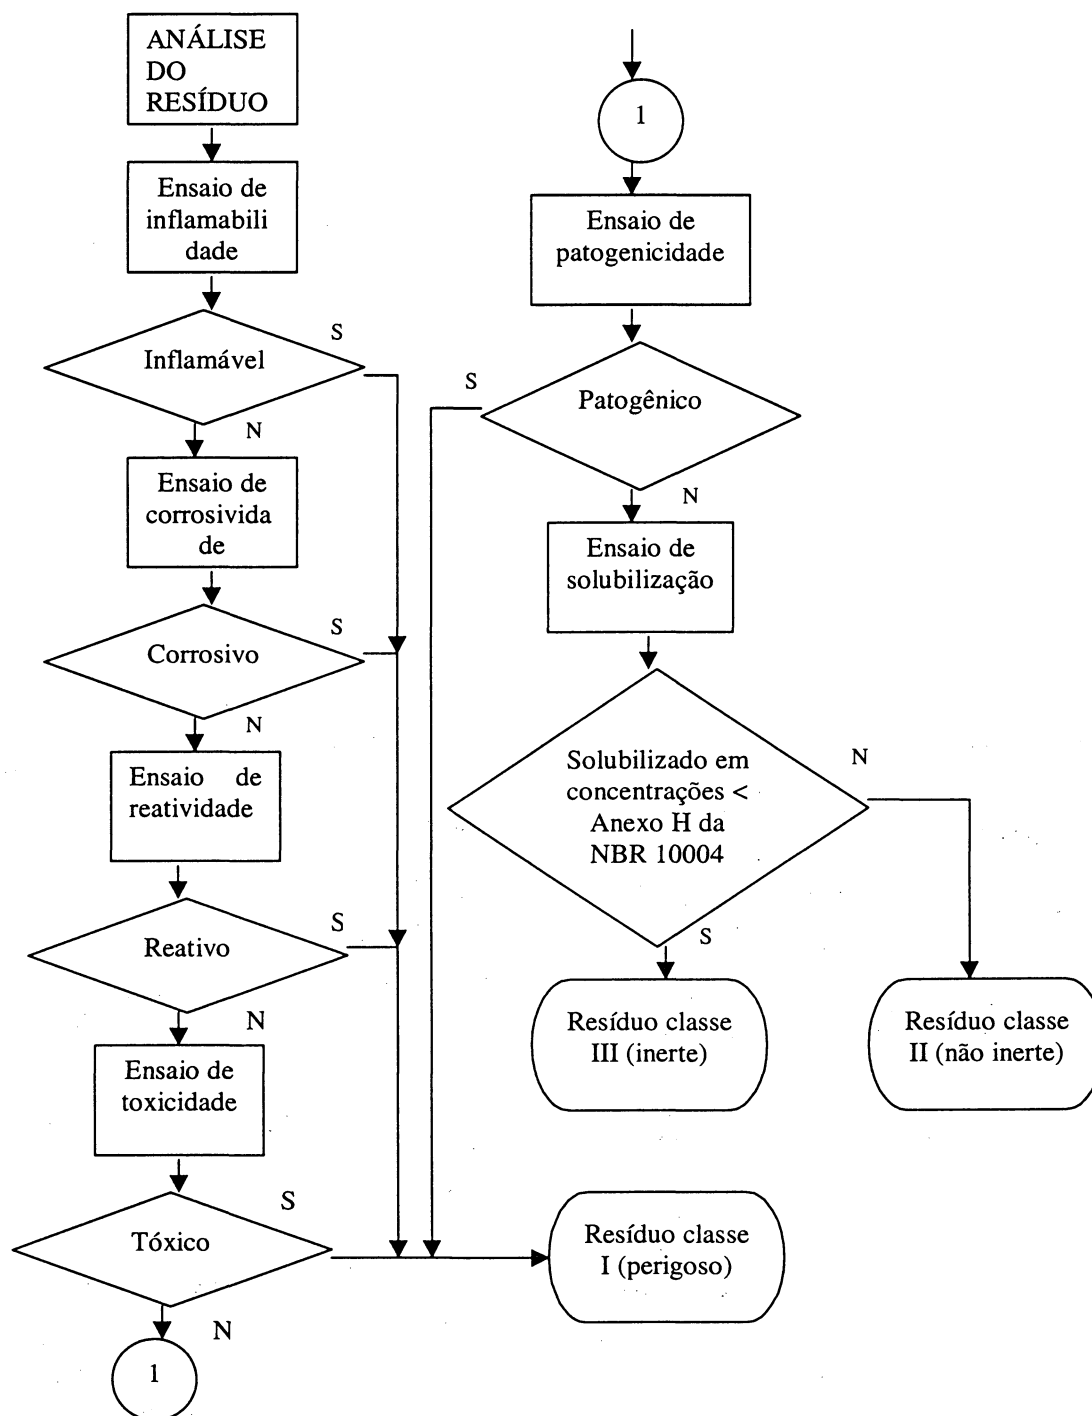 ANÁLISE
DO
RESÍDUO
Ensaio de
inflamabili
dade
Inflamável
S
N
Ensaio de
corrosivida
de
Corrosivo
S
N
Ensaio de
reatividade
Reativo
S
N
Ensaio de
toxicidade
Tóxico
S
N
1
1
Ensaio de
patogenicidade
Patogênico
S
N
Ensaio de
solubilização
Solubilizado em
concentrações <
Anexo H da
NBR 10004
N
S
Resíduo classe
III (inerte)
Resíduo classe
II (não inerte)
Resíduo classe
I (perigoso)